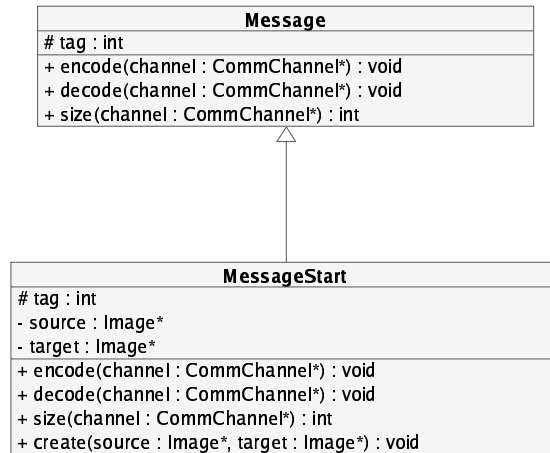 Message
# tag : int
+ encode(channel : CommChannel*) : void
+ decode(channel : CommChannel*) : void
+ size(channel : CommChannel*) : int
MessageStart
# tag : int
- source : Image*
- target : Image*
+ encode(channel : CommChannel*) : void
+ decode(channel : CommChannel*) : void
+ size(channel : CommChannel*) : int
+ create(source : Image*, target : Image*) : void